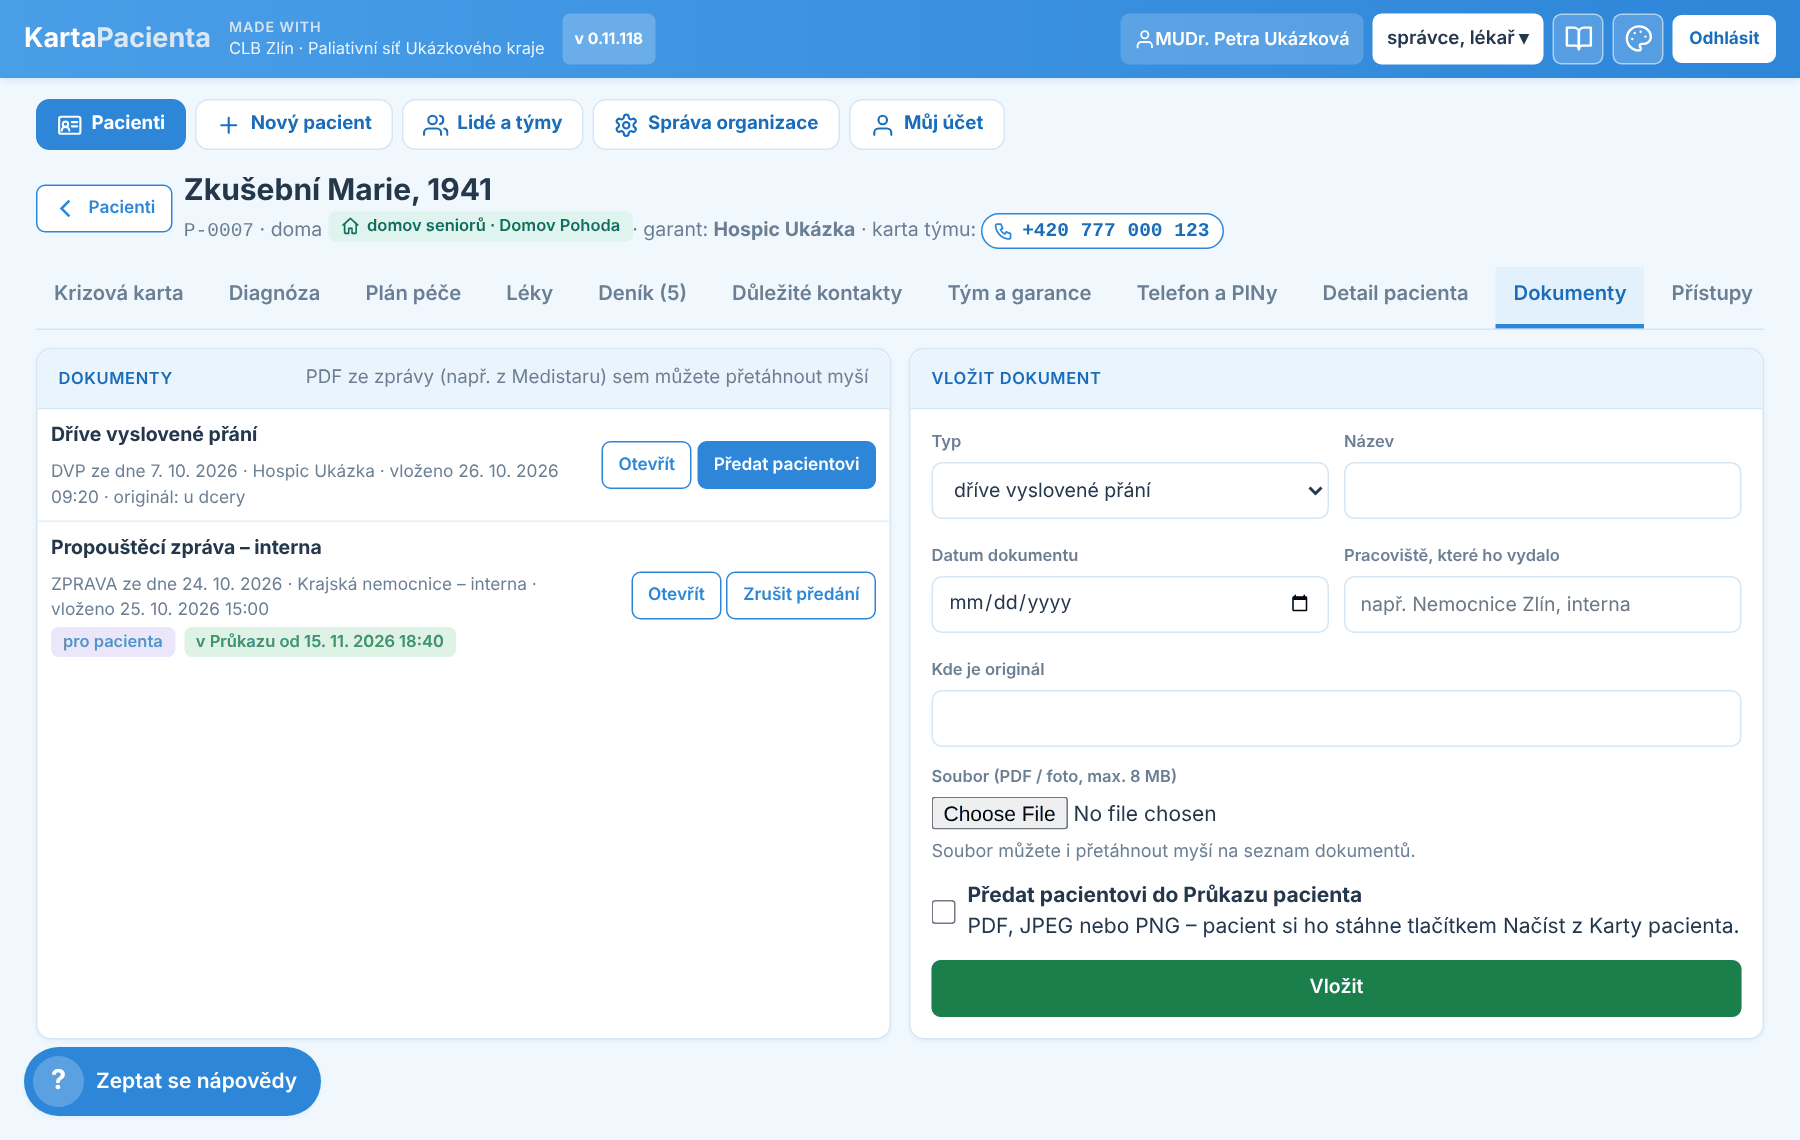 KartaPacienta
MADE WITH
CLB Zlín · Paliativní síť Ukázkového kraje
v 0.11.118
MUDr. Petra Ukázková
správce, lékař ▾
Odhlásit
Pacienti
Nový pacient
Lidé a týmy
Správa organizace
Můj účet
Pacienti
Zkušební Marie, 1941
P-0007 · doma domov seniorů · Domov Pohoda · garant: Hospic Ukázka · karta týmu: +420 777 000 123
Krizová karta
Diagnóza
Plán péče
Léky
Deník (5)
Důležité kontakty
Tým a garance
Telefon a PINy
Detail pacienta
Dokumenty
Přístupy
DOKUMENTY
PDF ze zprávy (např. z Medistaru) sem můžete přetáhnout myší
Dříve vyslovené přání
DVP ze dne 7. 10. 2026 · Hospic Ukázka · vloženo 26. 10. 2026
09:20 · originál: u dcery
Otevřít
Předat pacientovi
Propouštěcí zpráva – interna
ZPRAVA ze dne 24. 10. 2026 · Krajská nemocnice – interna ·
vloženo 25. 10. 2026 15:00
pro pacienta
v Průkazu od 15. 11. 2026 18:40
Otevřít
Zrušit předání
VLOŽIT DOKUMENT
Typ
Název
dříve vyslovené přání
Datum dokumentu
Pracoviště, které ho vydalo
mm/dd/yyyy
např. Nemocnice Zlín, interna
Kde je originál
Soubor (PDF / foto, max. 8 MB)
Choose File No file chosen
Soubor můžete i přetáhnout myší na seznam dokumentů.
Předat pacientovi do Průkazu pacienta
PDF, JPEG nebo PNG – pacient si ho stáhne tlačítkem Načíst z Karty pacienta.
Vložit
? Zeptat se nápovědy